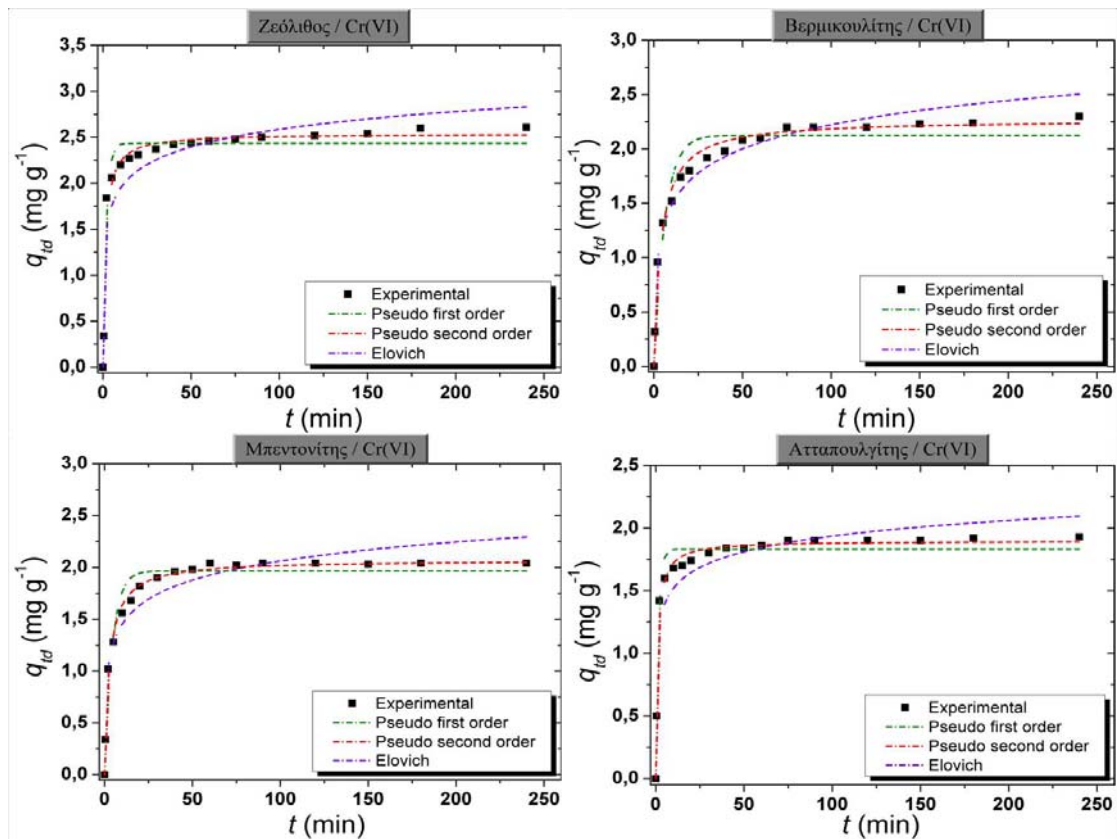 Ζεόλιθος / Cr(VI)
3,5
3,0
2,5
2,0
1,5
1,0
0,5
0,0
q_td (mg g⁻¹)
Experimental
Pseudo first order
Pseudo second order
Elovich
0 50 100 150 200 250
t (min)
Βερμικουλίτης / Cr(VI)
3,0
2,5
2,0
1,5
1,0
0,5
0,0
q_td (mg g⁻¹)
Experimental
Pseudo first order
Pseudo second order
Elovich
0 50 100 150 200 250
t (min)
Μπεντονίτης / Cr(VI)
3,0
2,5
2,0
1,5
1,0
0,5
0,0
q_td (mg g⁻¹)
Experimental
Pseudo first order
Pseudo second order
Elovich
0 50 100 150 200 250
t (min)
Ατταπουλγίτης / Cr(VI)
2,5
2,0
1,5
1,0
0,5
0,0
q_td (mg g⁻¹)
Experimental
Pseudo first order
Pseudo second order
Elovich
0 50 100 150 200 250
t (min)